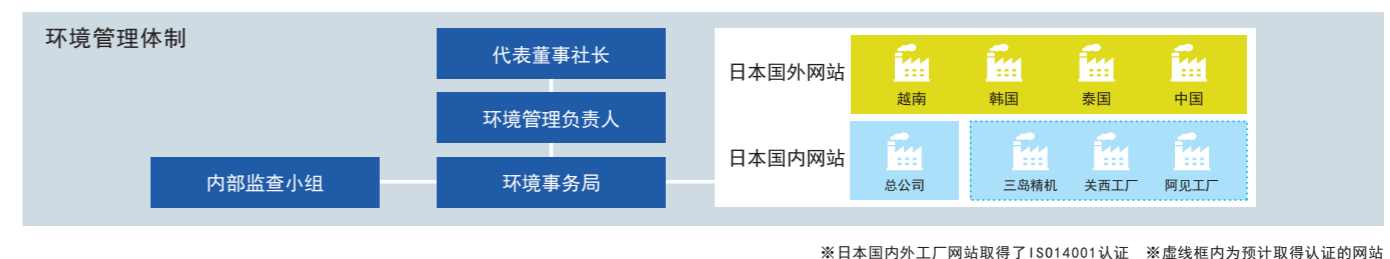 环境管理体制
代表董事社长
环境管理负责人
内部监查小组
环境事务局
日本国外网站
越南
韩国
泰国
中国
日本国内网站
总公司
三岛精机
关西工厂
阿见工厂
※日本国内外工厂网站取得了ISO14001认证 ※虚线框内为预计取得认证的网站